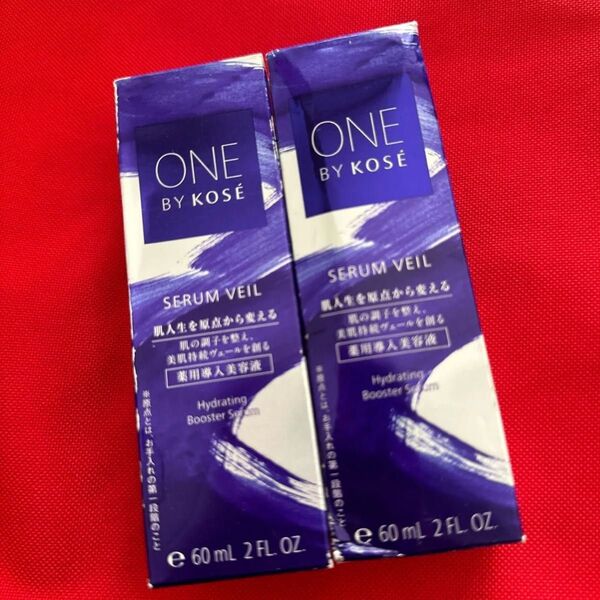 ONE
BY KOSÉ
SERUM VEIL
肌人生を原点から変える
肌の調子を整え、
美肌持続ヴェールを創る
薬用導入美容液
Hydrating
Booster Serum
※原点とは、お手入れの第一段階のこと
e 60 mL 2 FL. OZ.
ONE
BY KOSÉ
SERUM VEIL
肌人生を原点から変える
肌の調子を整え、
美肌持続ヴェールを創る
薬用導入美容液
Hydrating
Booster Serum
※原点とは、お手入れの第一段階のこと
e 60 mL 2 FL. OZ.